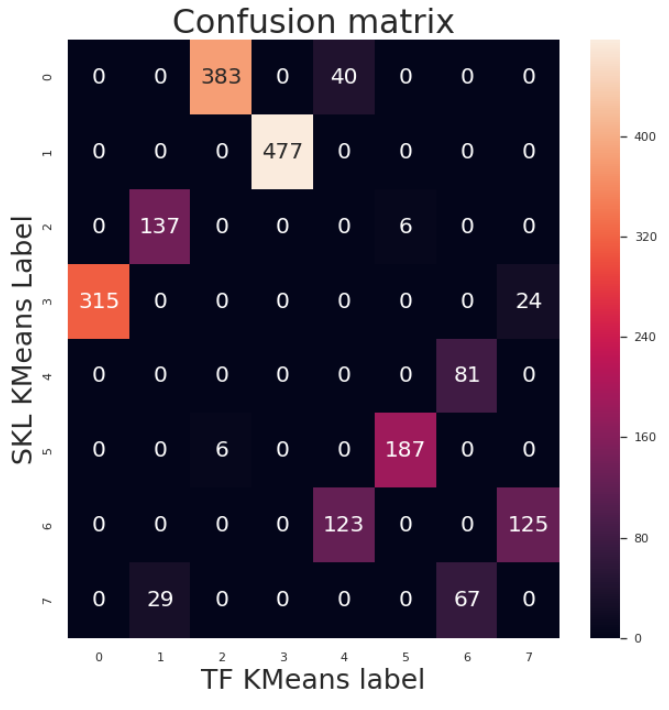 Confusion matrix
SKL KMeans Label
0 0 0 383 0 40 0 0 0
1 0 0 0 477 0 0 0 0
2 0 137 0 0 0 6 0 0
3 315 0 0 0 0 0 0 24
4 0 0 0 0 0 0 81 0
5 0 0 6 0 0 187 0 0
6 0 0 0 0 123 0 0 125
7 0 29 0 0 0 0 67 0
0 1 2 3 4 5 6 7
TF KMeans label
400
320
240
160
80
0